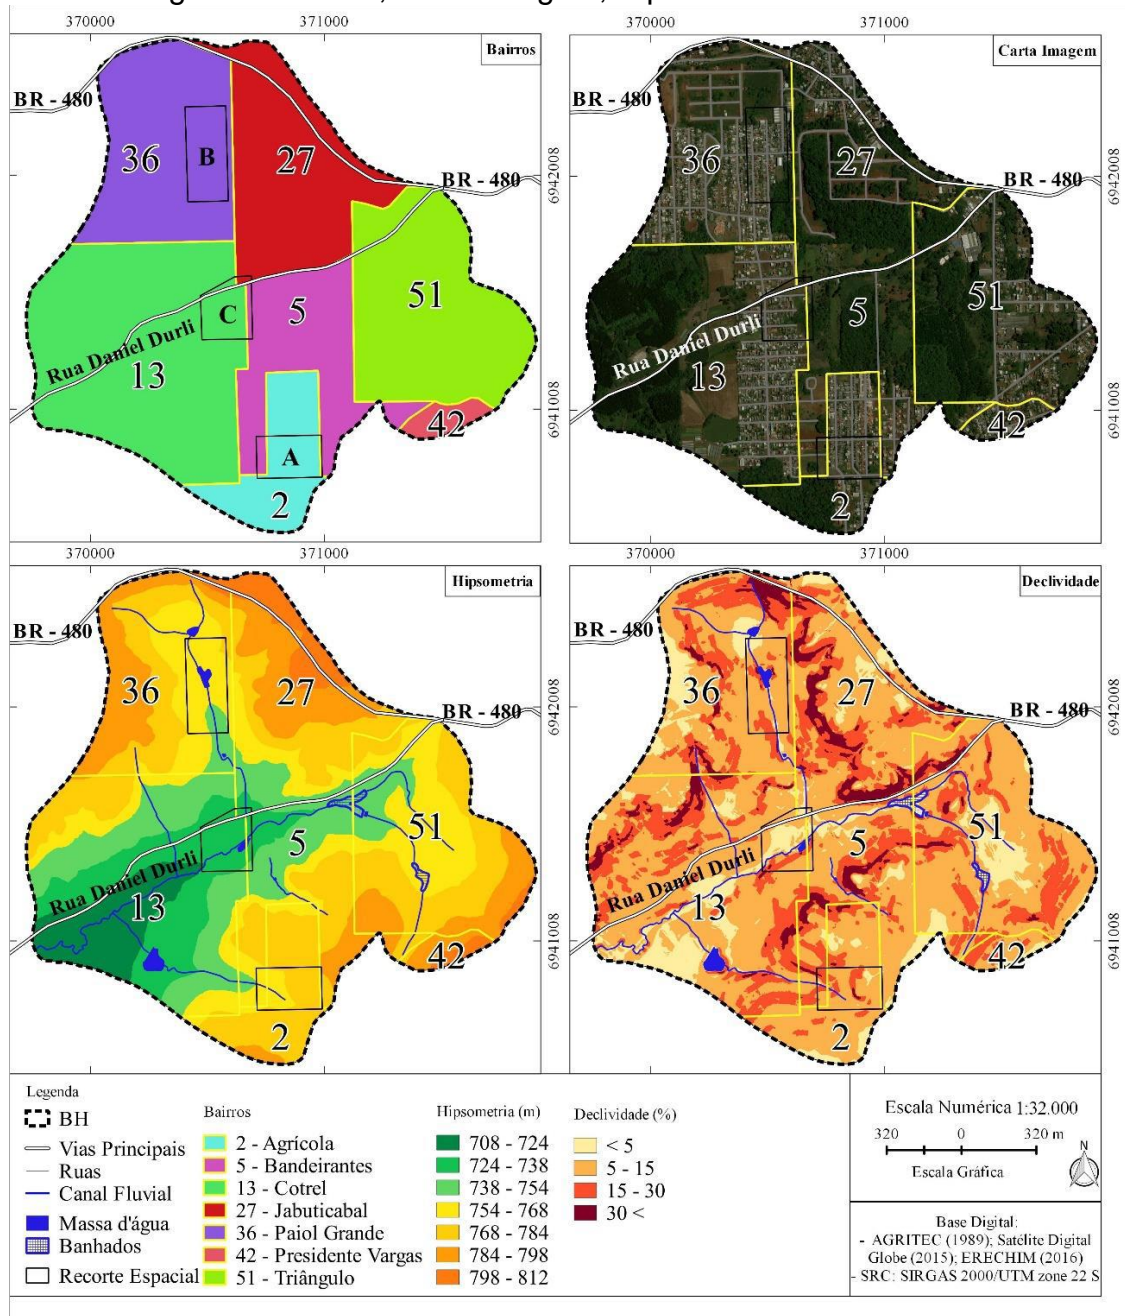 370000 371000
Bairros
BR - 480
36
B
27
BR - 480
6942008
51
C
5
Rua Daniel Durli
13
42
6941008
A
2
370000 371000
Carta Imagem
BR - 480
36
27
BR - 480
6942008
51
5
Rua Daniel Durli
13
42
6941008
2
370000 371000
Hipsometria
BR - 480
36
27
BR - 480
6942008
51
5
Rua Daniel Durli
13
42
6941008
2
370000 371000
Declividade
BR - 480
36
27
BR - 480
6942008
51
5
Rua Daniel Durli
13
42
6941008
2
Legenda
BH
Vias Principais
Ruas
Canal Fluvial
Massa d'água
Banhados
Recorte Espacial
Bairros
2 - Agrícola
5 - Bandeirantes
13 - Cotrel
27 - Jabuticabal
36 - Paiol Grande
42 - Presidente Vargas
51 - Triângulo
Hipsometria (m)
708 - 724
724 - 738
738 - 754
754 - 768
768 - 784
784 - 798
798 - 812
Declividade (%)
< 5
5 - 15
15 - 30
30 <
Escala Numérica 1:32.000
320 0 320 m
N
Escala Gráfica
Base Digital:
- AGRITEC (1989); Satélite Digital
Globe (2015); ERECHIM (2016)
- SRC: SIRGAS 2000/UTM zone 22 S